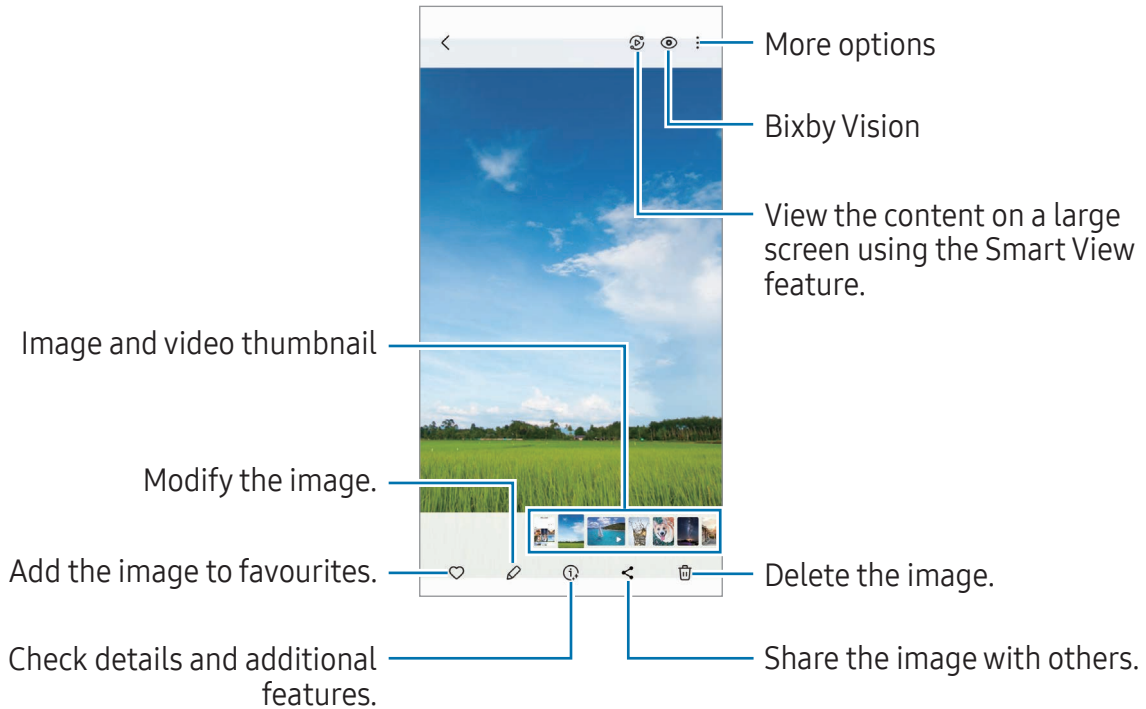 More options
Bixby Vision
View the content on a large
screen using the Smart View
feature.
Image and video thumbnail
Modify the image.
Add the image to favourites.
Delete the image.
Check details and additional
features.
Share the image with others.